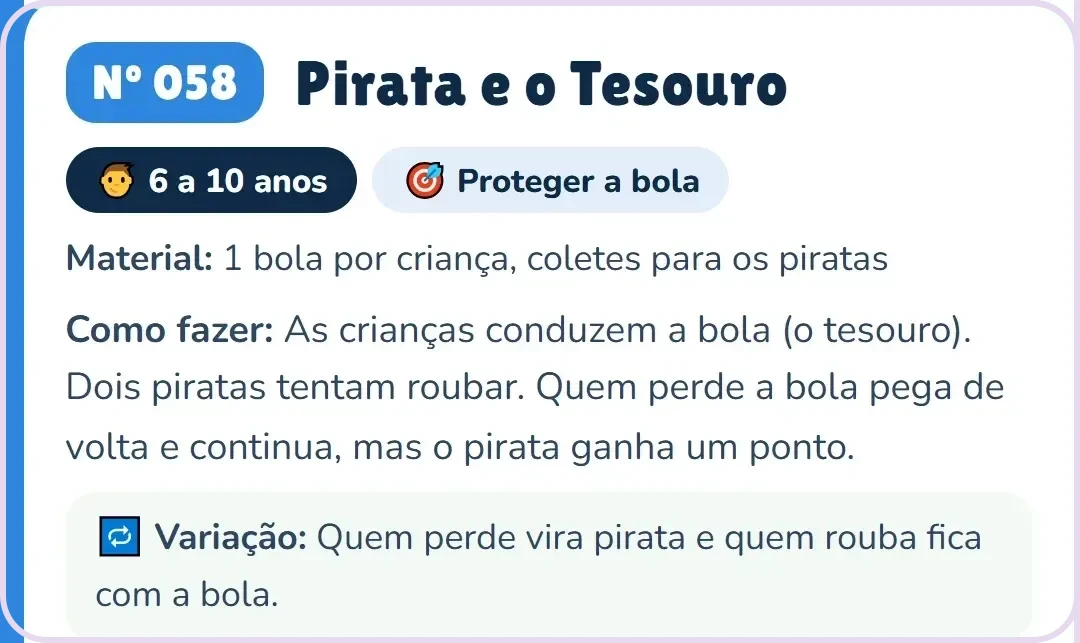 Nº 058 Pirata e o Tesouro
6 a 10 anos Proteger a bola
Material: 1 bola por criança, coletes para os piratas
Como fazer: As crianças conduzem a bola (o tesouro).
Dois piratas tentam roubar. Quem perde a bola pega de
volta e continua, mas o pirata ganha um ponto.
Variação: Quem perde vira pirata e quem rouba fica
com a bola.